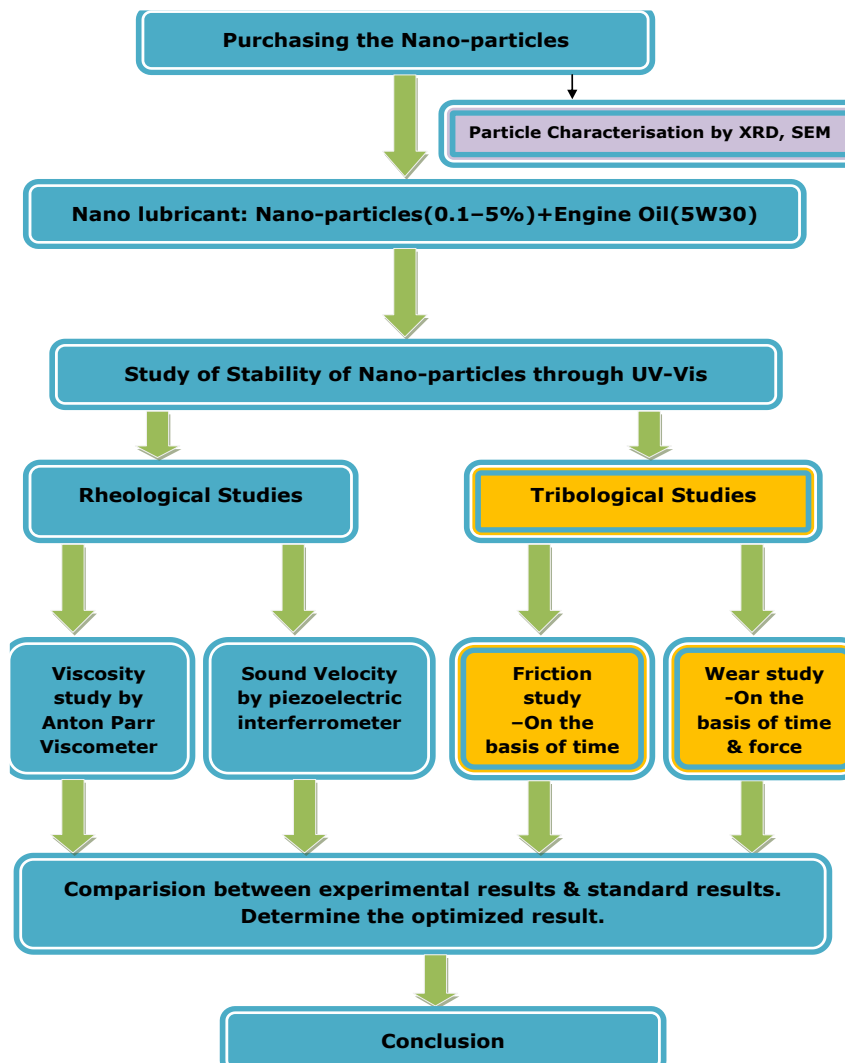 Purchasing the Nano-particles
Particle Characterisation by XRD, SEM
Nano lubricant: Nano-particles(0.1–5%)+Engine Oil(5W30)
Study of Stability of Nano-particles through UV-Vis
Rheological Studies
Tribological Studies
Viscosity
study by
Anton Parr
Viscometer
Sound Velocity
by piezoelectric
interferrometer
Friction
study
–On the
basis of time
Wear study
-On the
basis of time
& force
Comparision between experimental results & standard results.
Determine the optimized result.
Conclusion